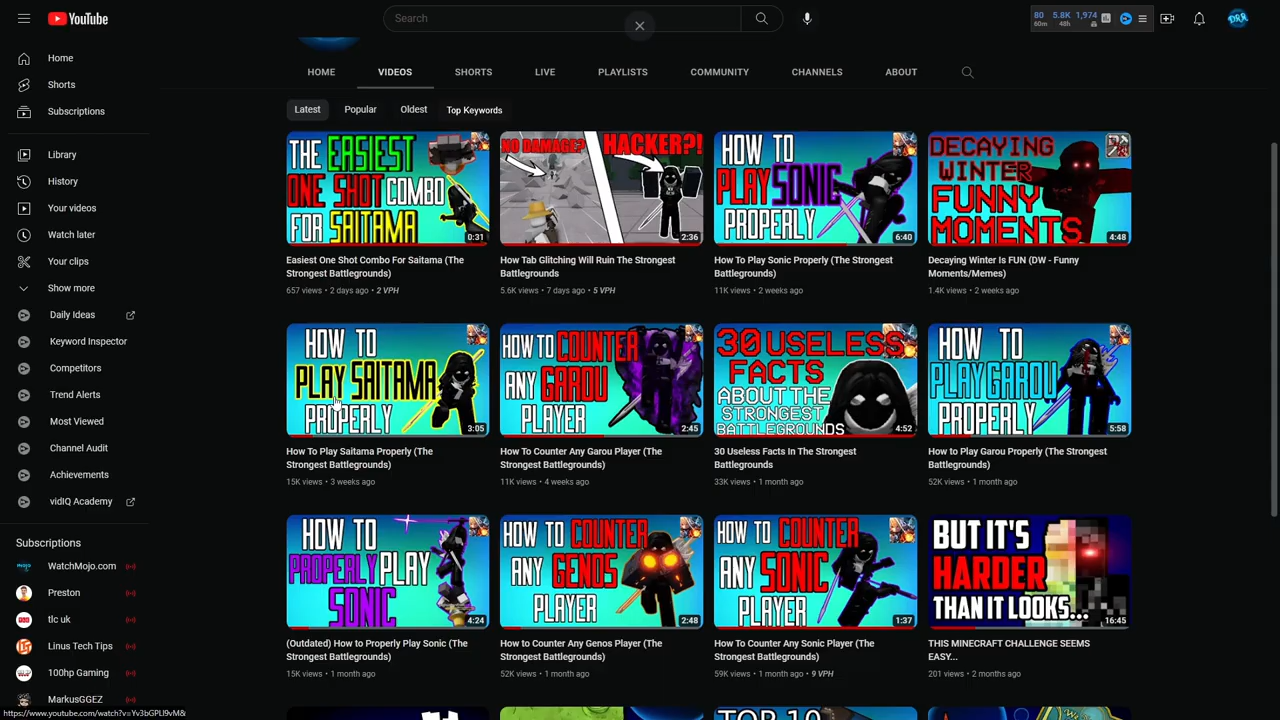 YouTube
Search
80 5.8K 1,974
60m 48h
DRR
Home
Shorts
Subscriptions
Library
History
Your videos
Watch later
Your clips
Show more
Daily Ideas
Keyword Inspector
Competitors
Trend Alerts
Most Viewed
Channel Audit
Achievements
vidIQ Academy
Subscriptions
WatchMojo.com
Preston
tlc uk
Linus Tech Tips
100hp Gaming
MarkusGGEZ
https://www.youtube.com/watch?v=Yv3bGPLl9vM&
HOME VIDEOS SHORTS LIVE PLAYLISTS COMMUNITY CHANNELS ABOUT
Latest Popular Oldest Top Keywords
THE EASIEST
ONE SHOT COMBO
FOR SAITAMA
0:31
Easiest One Shot Combo For Saitama (The
Strongest Battlegrounds)
657 views • 2 days ago • 2 VPH
NO DAMAGE? HACKER?!
2:36
How Tab Glitching Will Ruin The Strongest
Battlegrounds
5.6K views • 7 days ago • 5 VPH
HOW TO
PLAY SONIC
PROPERLY
6:40
How To Play Sonic Properly (The Strongest
Battlegrounds)
11K views • 2 weeks ago
DECAYING
WINTER
FUNNY
MOMENTS
4:48
Decaying Winter Is FUN (DW - Funny
Moments/Memes)
1.4K views • 2 weeks ago
HOW TO
PLAY SAITAMA
PROPERLY
3:05
How To Play Saitama Properly (The
Strongest Battlegrounds)
15K views • 3 weeks ago
HOW TO COUNTER
ANY GAROU
PLAYER
2:45
How To Counter Any Garou Player (The
Strongest Battlegrounds)
11K views • 4 weeks ago
30 USELESS
FACTS
ABOUT THE
STRONGEST
BATTLEGROUNDS
4:52
30 Useless Facts In The Strongest
Battlegrounds
33K views • 1 month ago
HOW TO
PLAY GAROU
PROPERLY
5:58
How to Play Garou Properly (The Strongest
Battlegrounds)
52K views • 1 month ago
HOW TO
PROPERLY PLAY
SONIC
4:24
(Outdated) How to Properly Play Sonic (The
Strongest Battlegrounds)
15K views • 1 month ago
HOW TO COUNTER
ANY GENOS
PLAYER
2:48
How to Counter Any Genos Player (The
Strongest Battlegrounds)
52K views • 1 month ago
HOW TO COUNTER
ANY SONIC
PLAYER
1:37
How To Counter Any Sonic Player (The
Strongest Battlegrounds)
59K views • 1 month ago • 9 VPH
BUT IT'S
HARDER
THAN IT LOOKS...
16:45
THIS MINECRAFT CHALLENGE SEEMS
EASY...
201 views • 2 months ago
TOP 10